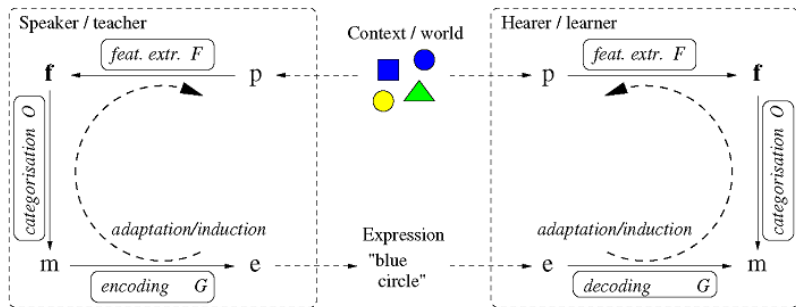 Speaker / teacher
Context / world
Hearer / learner
feat. extr. F
f
p
p
feat. extr. F
f
categorisation O
categorisation O
adaptation/induction
Expression
adaptation/induction
"blue
circle"
m
e
e
m
encoding G
decoding G